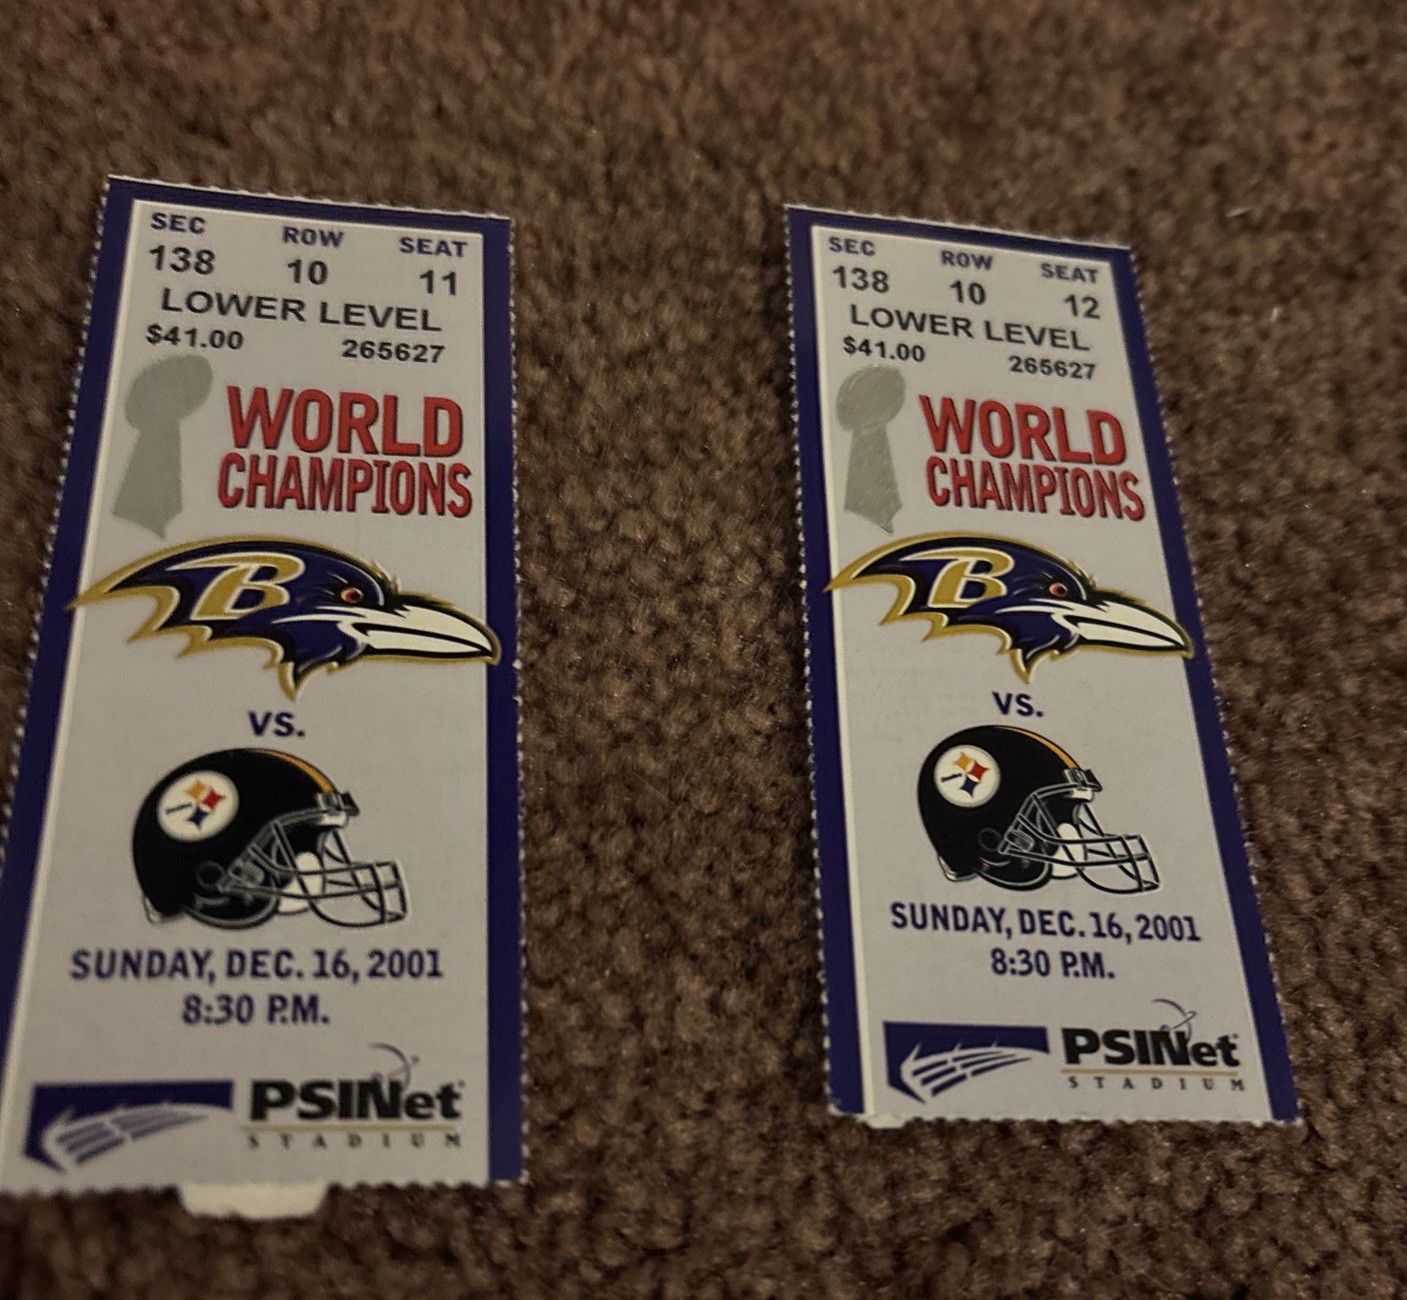 SEC ROW SEAT
138 10 11
LOWER LEVEL
$41.00 265627
WORLD
CHAMPIONS
B
VS.
SUNDAY, DEC. 16, 2001
8:30 P.M.
PSINet
STADIUM
SEC ROW SEAT
138 10 12
LOWER LEVEL
$41.00 265627
WORLD
CHAMPIONS
B
VS.
SUNDAY, DEC. 16, 2001
8:30 P.M.
PSINet
STADIUM